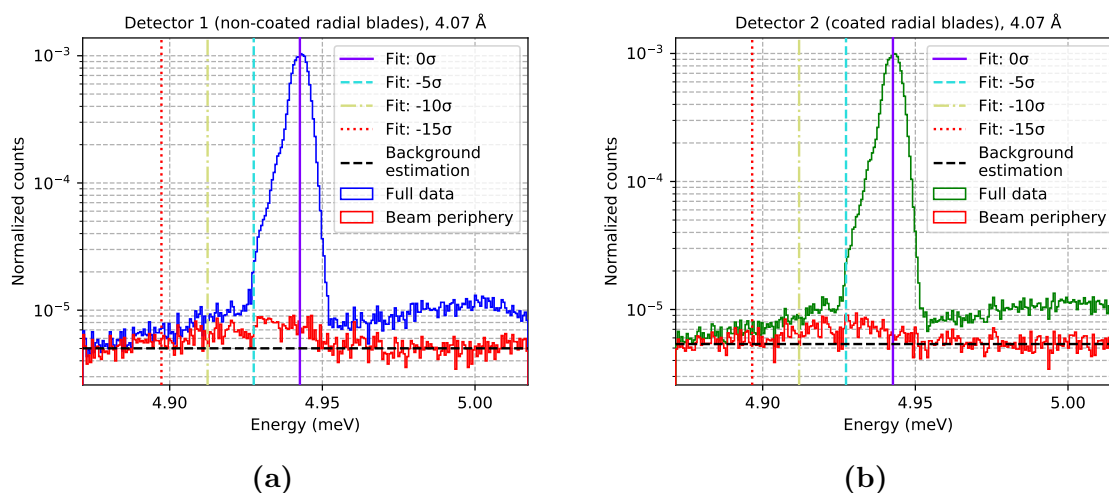 Detector 1 (non-coated radial blades), 4.07 Å
Normalized counts
10⁻³
10⁻⁴
10⁻⁵
Fit: 0σ
Fit: -5σ
Fit: -10σ
Fit: -15σ
Background
estimation
Full data
Beam periphery
4.90
4.95
5.00
Energy (meV)
(a)
Detector 2 (coated radial blades), 4.07 Å
Normalized counts
10⁻³
10⁻⁴
10⁻⁵
Fit: 0σ
Fit: -5σ
Fit: -10σ
Fit: -15σ
Background
estimation
Full data
Beam periphery
4.90
4.95
5.00
Energy (meV)
(b)